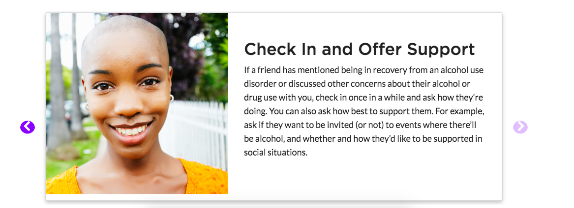 Check In and Offer Support
If a friend has mentioned being in recovery from an alcohol use
disorder or discussed other concerns about their alcohol or
drug use with you, check in once in a while and ask how they're
doing. You can also ask how best to support them. For example,
ask if they want to be invited (or not) to events where there'll
be alcohol, and whether and how they'd like to be supported in
social situations.